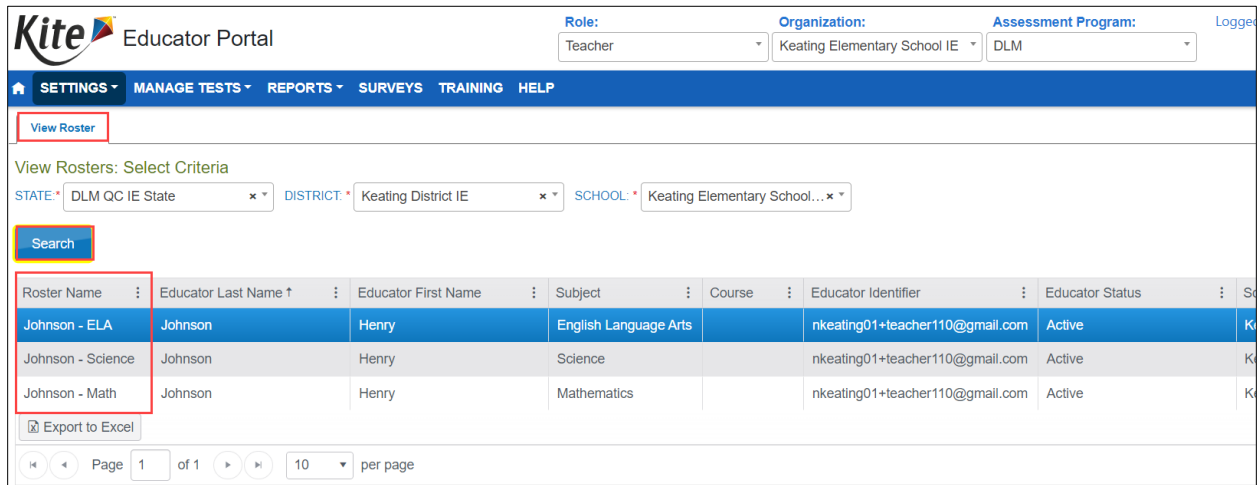 Kite Educator Portal
Role: Organization: Assessment Program: Logged
Teacher Keating Elementary School IE DLM
SETTINGS MANAGE TESTS REPORTS SURVEYS TRAINING HELP
View Roster
View Rosters: Select Criteria
STATE:* DLM QC IE State × DISTRICT: * Keating District IE × SCHOOL: * Keating Elementary School... ×
Search
Roster Name Educator Last Name ↑ Educator First Name Subject Course Educator Identifier Educator Status
Johnson - ELA Johnson Henry English Language Arts nkeating01+teacher110@gmail.com Active
Johnson - Science Johnson Henry Science nkeating01+teacher110@gmail.com Active
Johnson - Math Johnson Henry Mathematics nkeating01+teacher110@gmail.com Active
Export to Excel
Page 1 of 1 10 per page